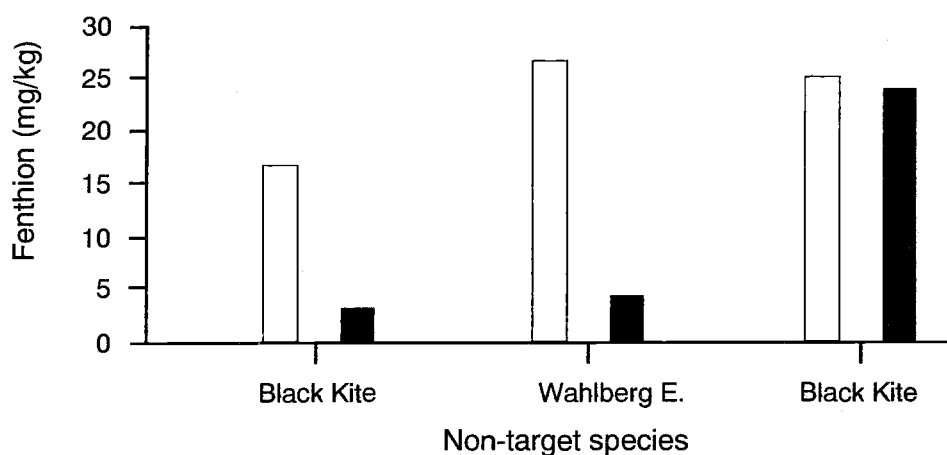 30
25
20
15
10
5
0
Fenthion (mg/kg)
Black Kite
Wahlberg E.
Black Kite
Non-target species